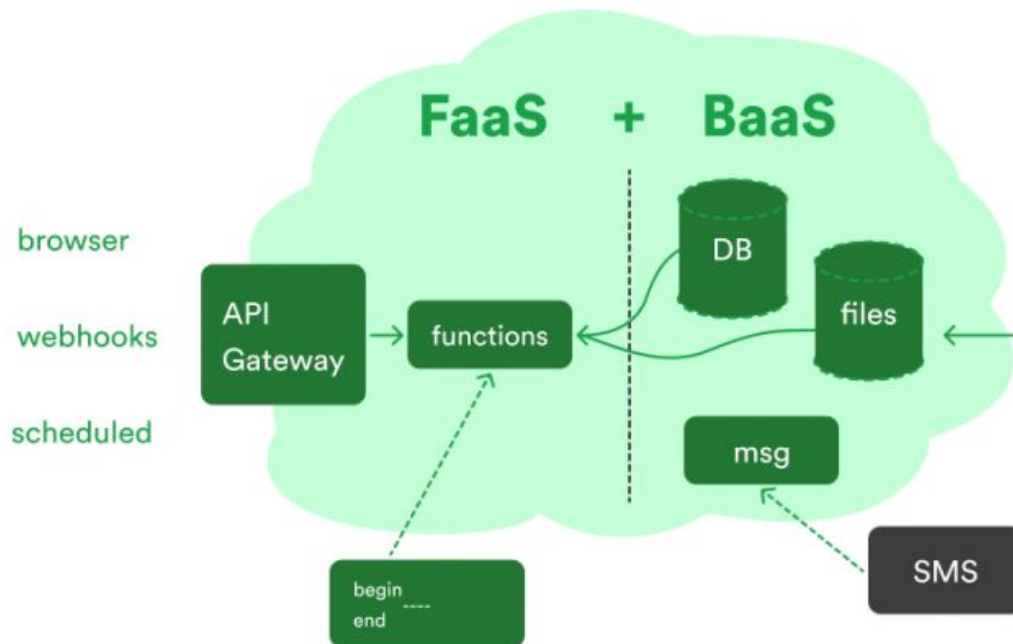 FaaS + BaaS
browser
webhooks
scheduled
API
Gateway
functions
DB
files
msg
SMS
begin
----
end